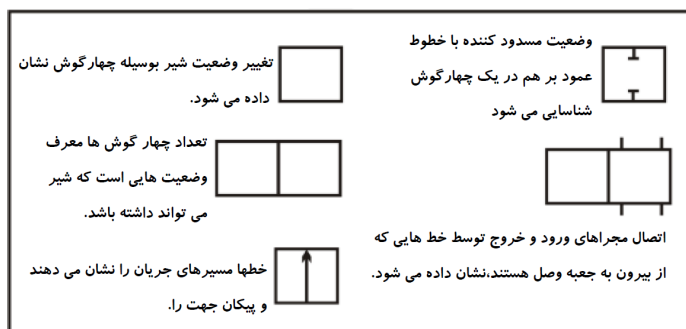 وضعیت مسدود کننده با خطوط
عمود بر هم در یک چهارگوش
شناسایی می شود
تغییر وضعیت شیر بوسیله چهارگوش نشان
داده می شود.
تعداد چهار گوش ها معرف
وضعیت هایی است که شیر
می تواند داشته باشد.
اتصال مجراهای ورود و خروج توسط خط هایی که
از بیرون به جعبه وصل هستند،نشان داده می شود.
خطها مسیرهای جریان را نشان می دهند
و پیکان جهت را.